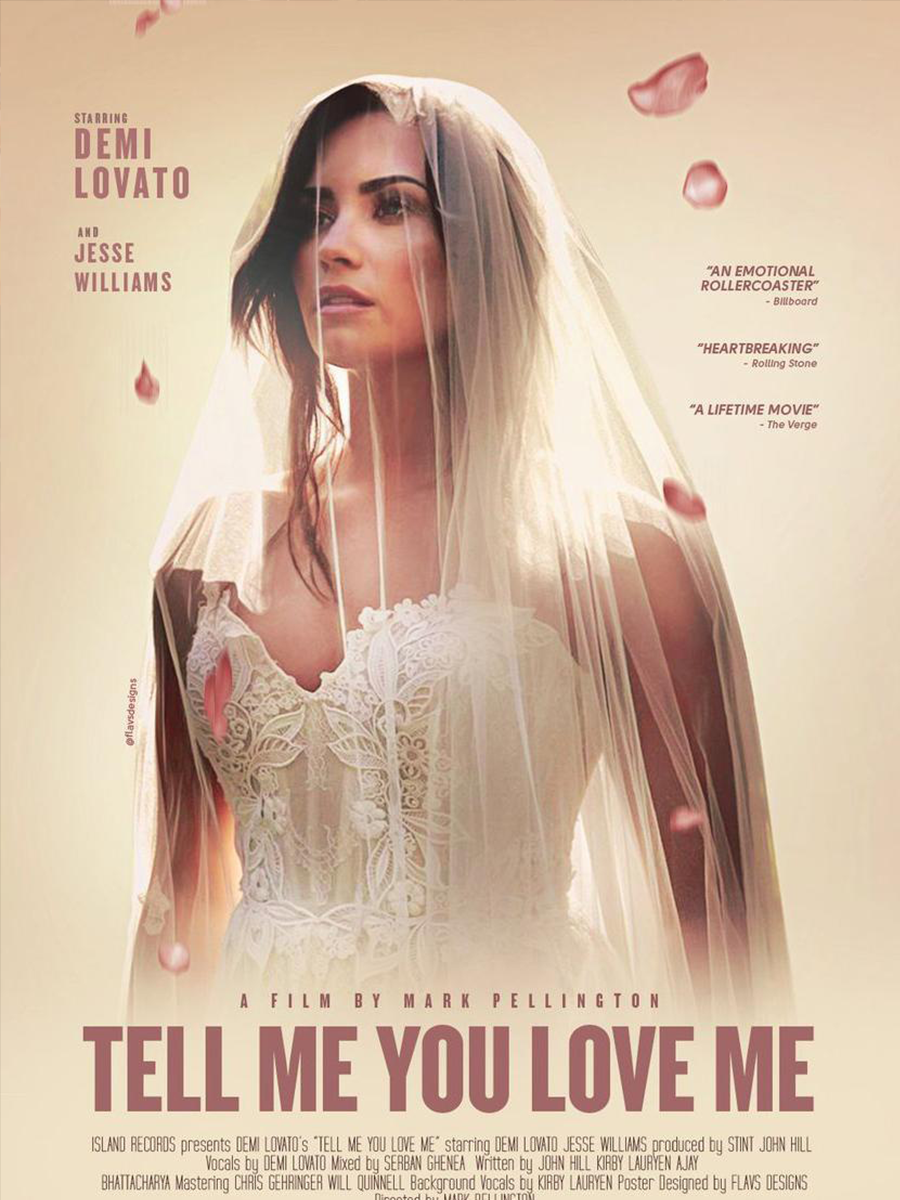 STARRING
DEMI
LOVATO
AND
JESSE
WILLIAMS
"AN EMOTIONAL
ROLLERCOASTER"
- Billboard
"HEARTBREAKING"
- Rolling Stone
"A LIFETIME MOVIE"
- The Verge
@flavsdesigns
A FILM BY MARK PELLINGTON
TELL ME YOU LOVE ME
ISLAND RECORDS presents DEMI LOVATO's "TELL ME YOU LOVE ME" starring DEMI LOVATO JESSE WILLIAMS produced by STINT JOHN HILL
Vocals by DEMI LOVATO Mixed by SERBAN GHENEA Written by JOHN HILL KIRBY LAURYEN AJAY
BHATTACHARYA Mastering CHRIS GEHRINGER WILL QUINNELL Background Vocals by KIRBY LAURYEN Poster Designed by FLAVS DESIGNS
Directed by MARK PELLINGTON